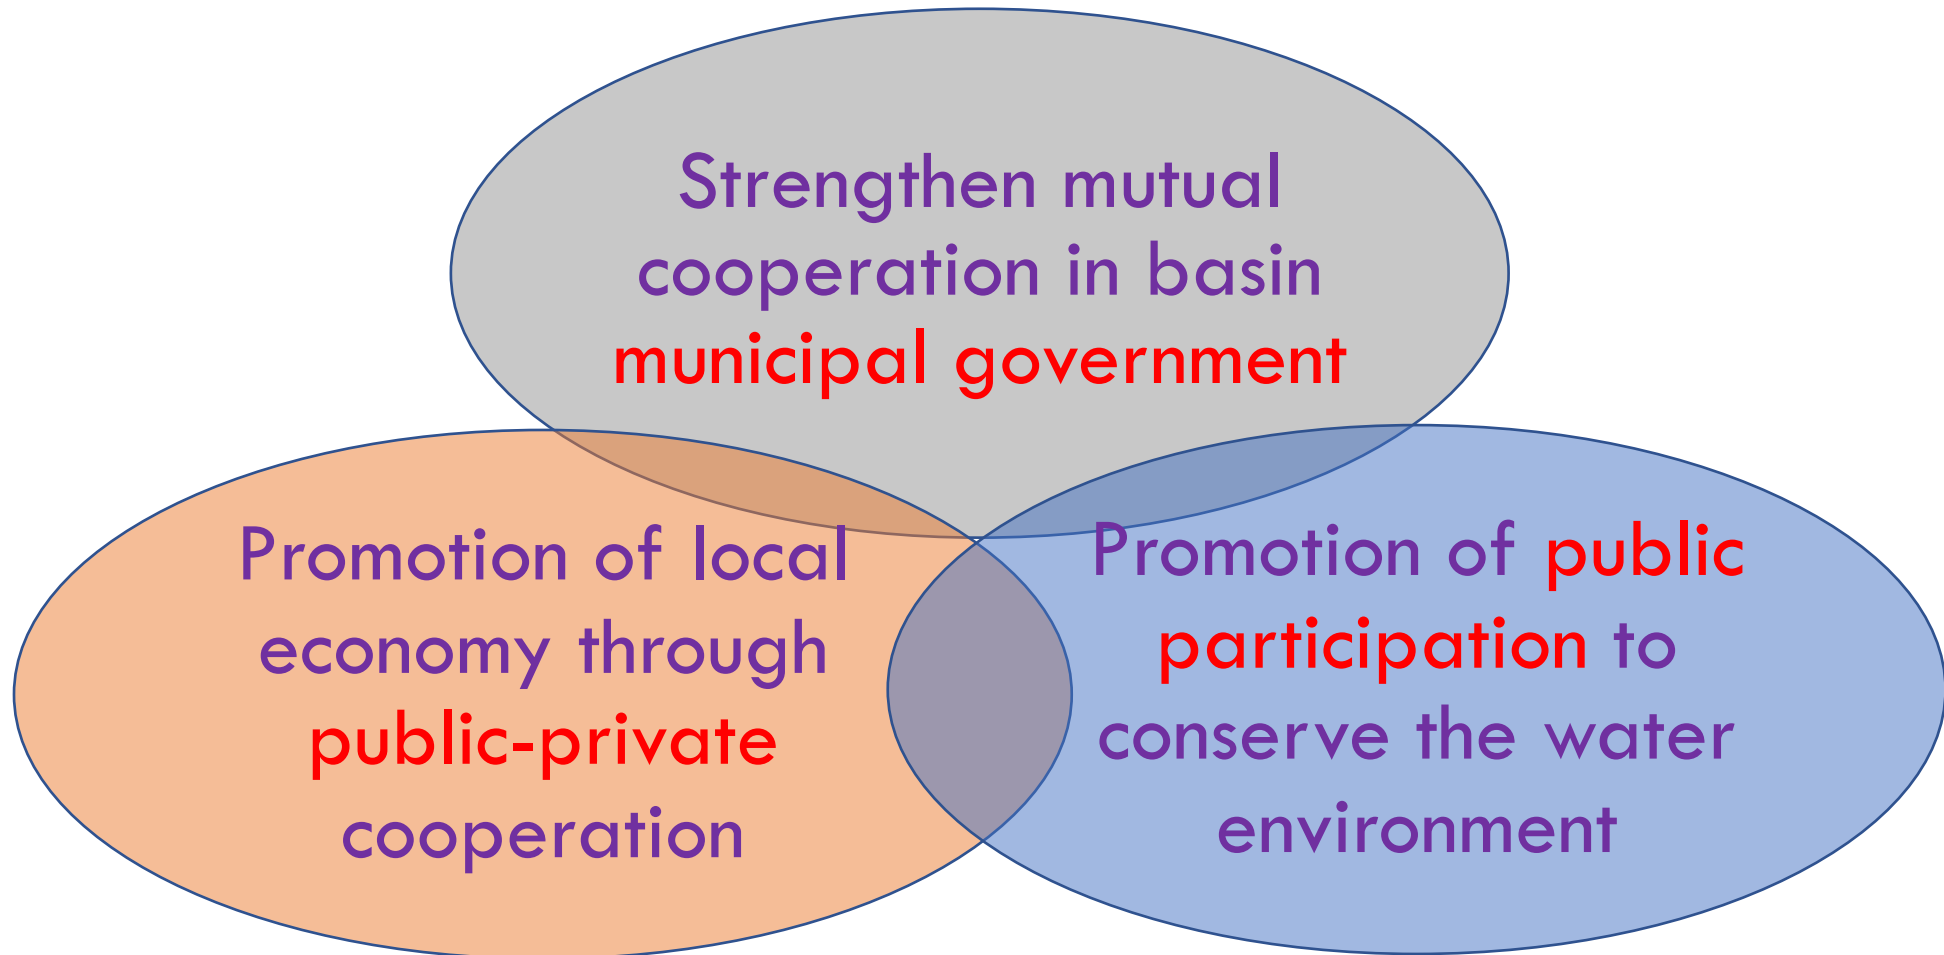 Strengthen mutual
cooperation in basin
municipal government
Promotion of local
economy through
public-private
cooperation
Promotion of public
participation to
conserve the water
environment